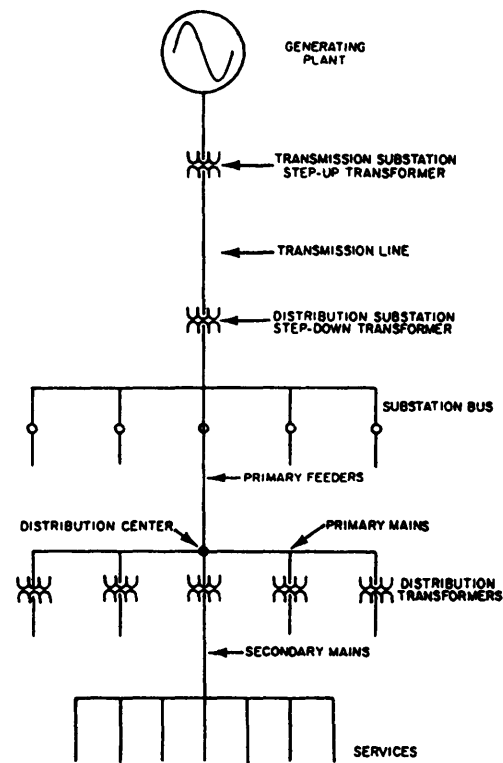 GENERATING
PLANT
TRANSMISSION SUBSTATION
STEP-UP TRANSFORMER
TRANSMISSION LINE
DISTRIBUTION SUBSTATION
STEP-DOWN TRANSFORMER
SUBSTATION BUS
PRIMARY FEEDERS
DISTRIBUTION CENTER
PRIMARY MAINS
DISTRIBUTION
TRANSFORMERS
SECONDARY MAINS
SERVICES